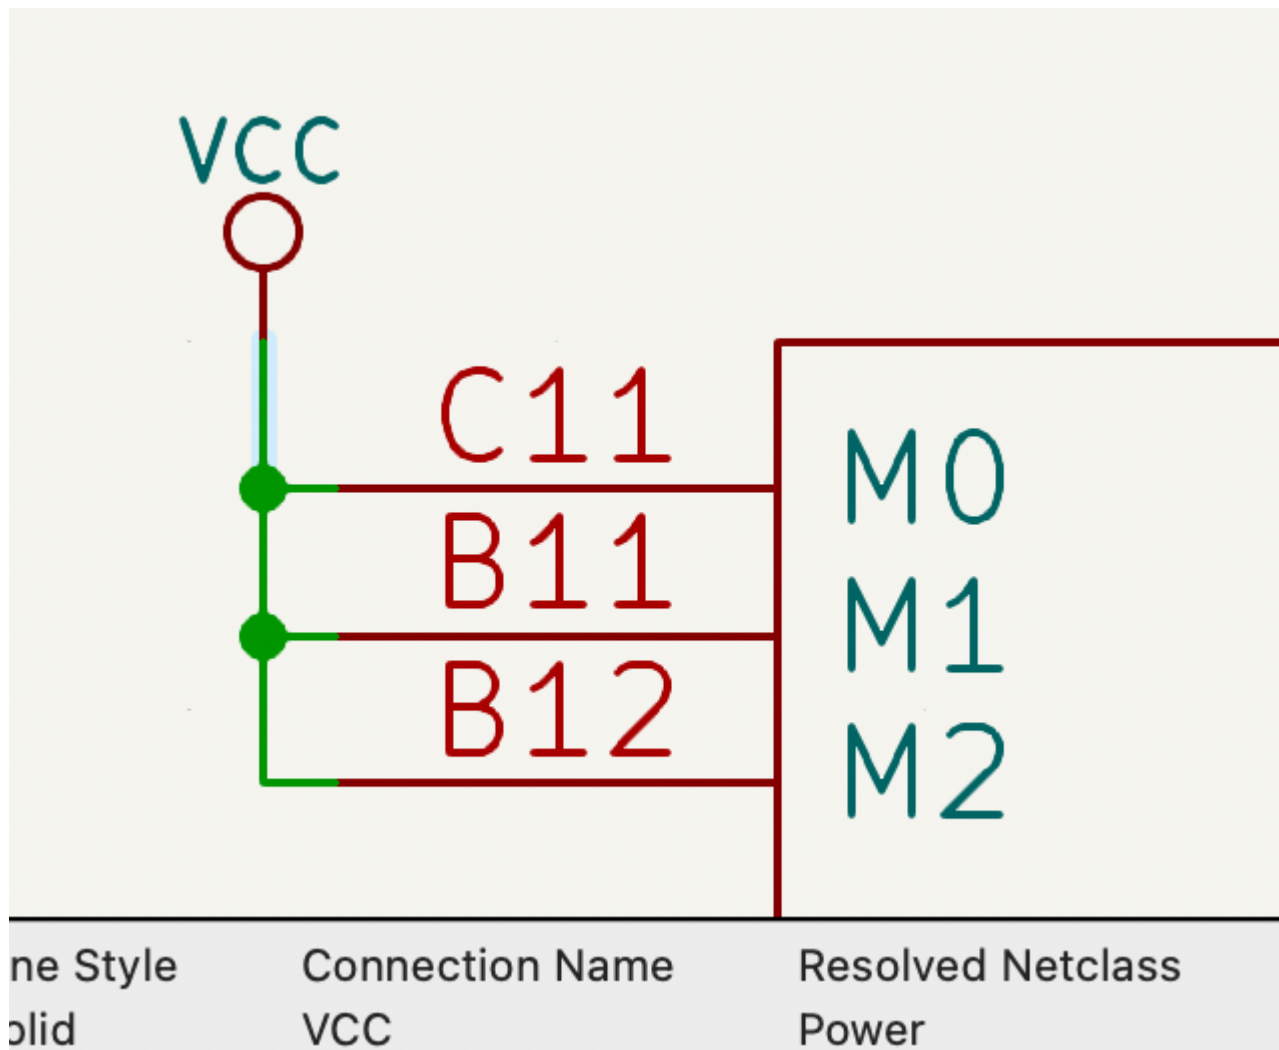 VCC
C11
M0
B11
M1
B12
M2
ne Style Connection Name Resolved Netclass
olid VCC Power